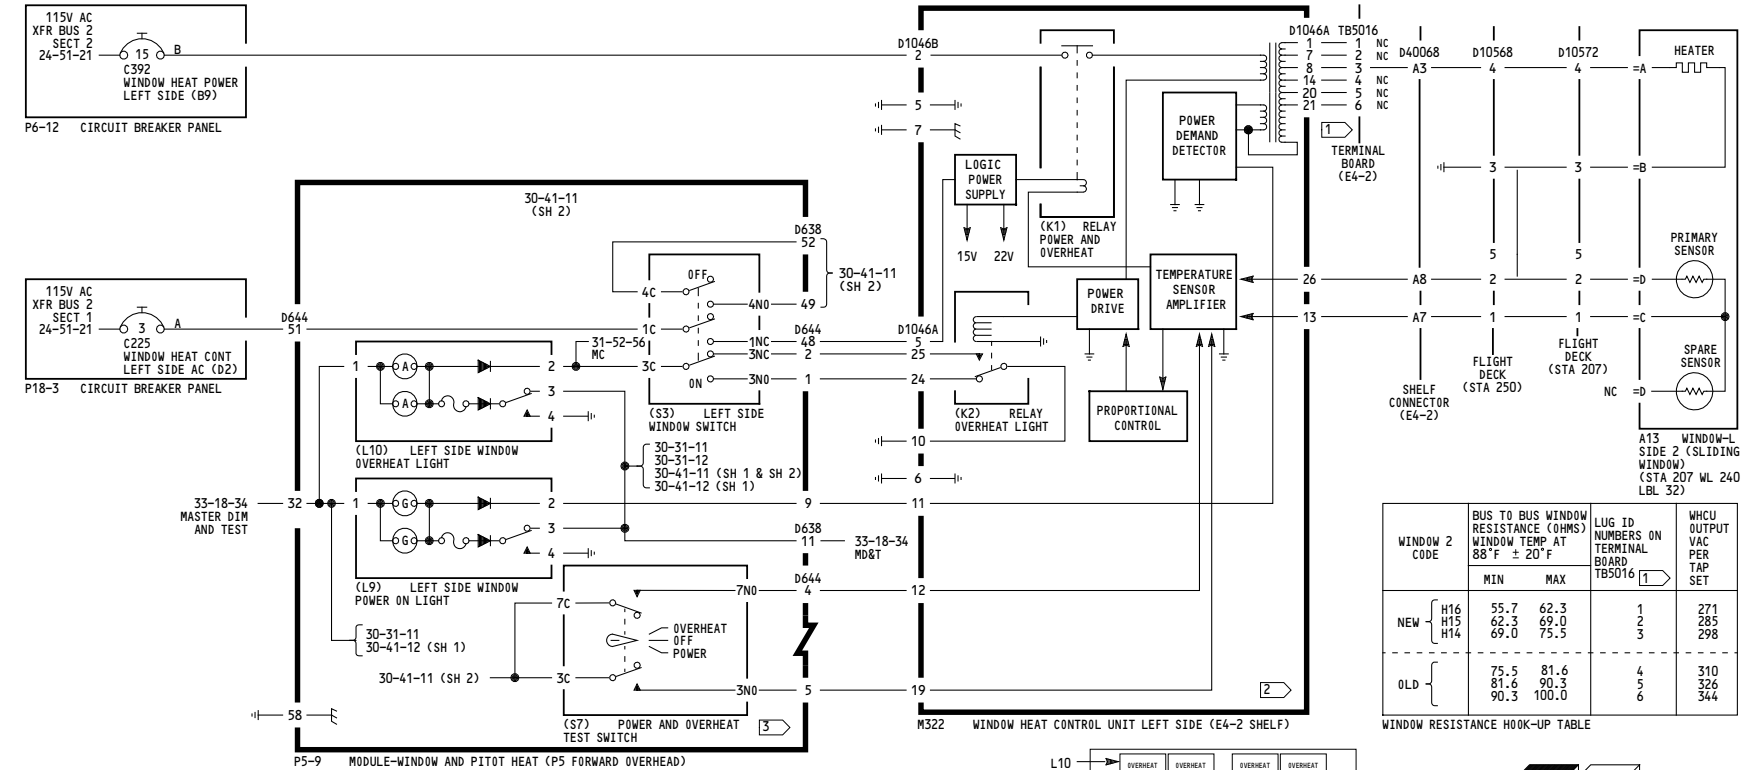 115V AC
XFR BUS 2
SECT 2
24-51-21
15
B
C392
WINDOW HEAT POWER
LEFT SIDE (B9)
P6-12 CIRCUIT BREAKER PANEL
115V AC
XFR BUS 2
SECT 1
24-51-21
3
A
C225
WINDOW HEAT CONT
LEFT SIDE AC (D2)
P18-3 CIRCUIT BREAKER PANEL
33-18-34
MASTER DIM
AND TEST
32
D644
51
30-41-11
(SH 2)
1
A
A
2
3
4
(L10) LEFT SIDE WINDOW
OVERHEAT LIGHT
1
G
G
2
3
4
(L9) LEFT SIDE WINDOW
POWER ON LIGHT
30-31-11
30-41-12 (SH 1)
30-41-11 (SH 2)
58
31-52-56
MC
OFF
ON
4C
1C
3C
4NO
1NC
3NC
3NO
(S3) LEFT SIDE
WINDOW SWITCH
30-31-11
30-31-12
30-41-11 (SH 1 & SH 2)
30-41-12 (SH 1)
7C
3C
7NO
3NO
OVERHEAT
OFF
POWER
(S7) POWER AND OVERHEAT
TEST SWITCH
3
D638
52
49
30-41-11
(SH 2)
D644
48
2
1
9
D638
11
33-18-34
MD&T
D644
4
5
P5-9 MODULE-WINDOW AND PITOT HEAT (P5 FORWARD OVERHEAD)
D1046B
2
5
7
D1046A
5
25
24
10
6
11
12
19
LOGIC
POWER
SUPPLY
15V 22V
(K1) RELAY
POWER AND
OVERHEAT
(K2) RELAY
OVERHEAT LIGHT
POWER
DEMAND
DETECTOR
POWER
DRIVE
TEMPERATURE
SENSOR
AMPLIFIER
PROPORTIONAL
CONTROL
2
M322 WINDOW HEAT CONTROL UNIT LEFT SIDE (E4-2 SHELF)
D1046A TB5016
1 1 NC
7 2 NC
8 3
14 4 NC
20 5 NC
21 6 NC
1
TERMINAL
BOARD
(E4-2)
26
13
D40068
A3
A8
A7
SHELF
CONNECTOR
(E4-2)
D10568
4
3
5
2
1
FLIGHT
DECK
(STA 250)
D10572
4
3
5
2
1
FLIGHT
DECK
(STA 207)
NC
=A
=B
=D
=C
=D
HEATER
PRIMARY
SENSOR
SPARE
SENSOR
A13 WINDOW-L
SIDE 2 (SLIDING
WINDOW)
(STA 207 WL 240
LBL 32)
WINDOW 2
CODE
BUS TO BUS WINDOW
RESISTANCE (OHMS)
WINDOW TEMP AT
88°F ± 20°F
MIN MAX
LUG ID
NUMBERS ON
TERMINAL
BOARD
TB5016 1
WHCU
OUTPUT
VAC
PER
TAP
SET
NEW
H16 55.7 62.3 1 271
H15 62.3 69.0 2 285
H14 69.0 75.5 3 298
OLD
75.5 81.6 4 310
81.6 90.3 5 326
90.3 100.0 6 344
WINDOW RESISTANCE HOOK-UP TABLE
L10
OVERHEAT OVERHEAT OVERHEAT OVERHEAT